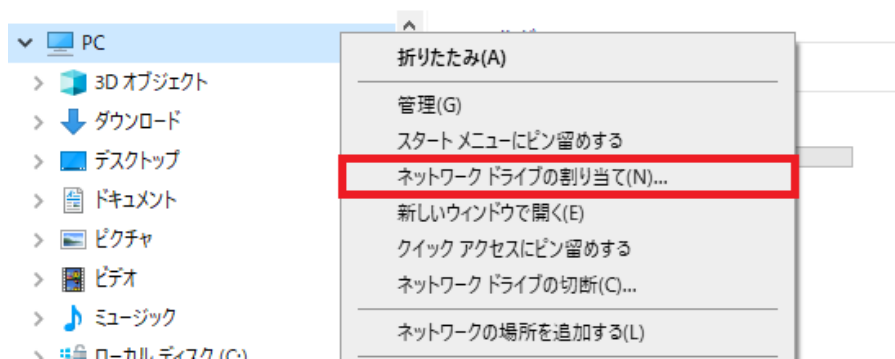 PC
3D オブジェクト
ダウンロード
デスクトップ
ドキュメント
ピクチャ
ビデオ
ミュージック
ローカル ディスク (C:)
折りたたみ(A)
管理(G)
スタート メニューにピン留めする
ネットワーク ドライブの割り当て(N)...
新しいウィンドウで開く(E)
クイック アクセスにピン留めする
ネットワーク ドライブの切断(C)...
ネットワークの場所を追加する(L)